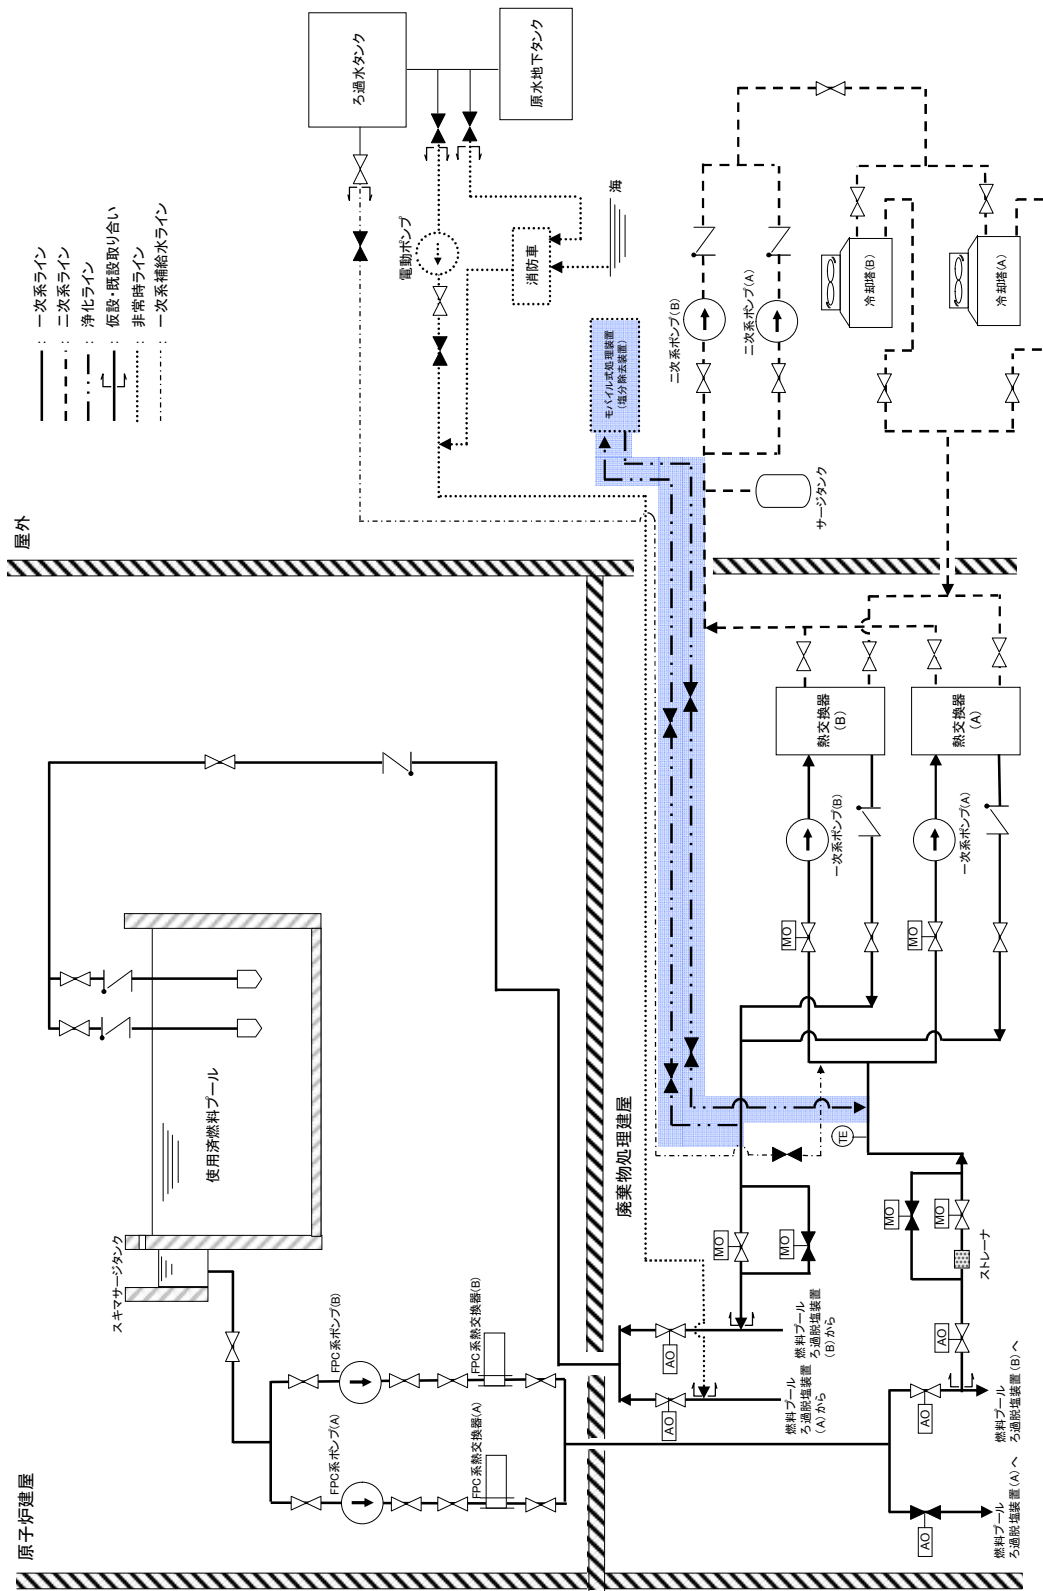 屋外
: 一次系ライン
: 二次系ライン
: 浄化ライン
: 仮設・既設取り合い
: 非常時ライン
: 一次系補給水ライン
ろ過水タンク
原水地下タンク
電動ポンプ
消防車
海
モバイル式処理装置
(塩分除去装置)
二次系ポンプ(B)
二次系ポンプ(A)
冷却塔(B)
冷却塔(A)
サージタンク
原子炉建屋
スキマサージタンク
使用済燃料プール
FPC系ポンプ(B)
FPC系ポンプ(A)
FPC系熱交換器(B)
FPC系熱交換器(A)
廃棄物処理建屋
熱交換器
(B)
熱交換器
(A)
一次系ポンプ(B)
一次系ポンプ(A)
MO
MO
TE
MO
MO
MO
MO
ストレーナ
AO
AO
AO
AO
AO
燃料プール
ろ過脱塩装置
(B)から
燃料プール
ろ過脱塩装置
(A)から
燃料プール
ろ過脱塩装置(B)へ
燃料プール
ろ過脱塩装置(A)へ